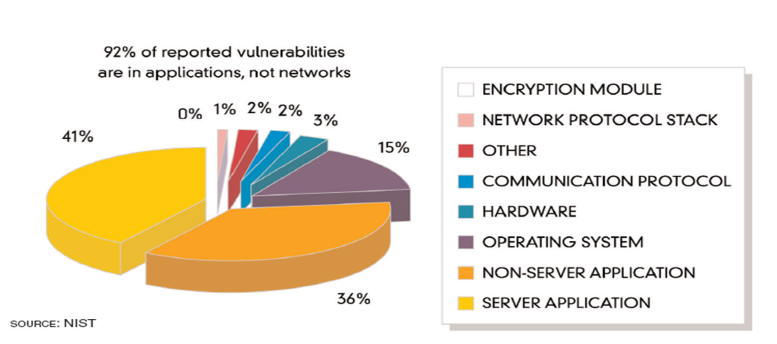 92% of reported vulnerabilities
are in applications, not networks
0%
1%
2%
2%
3%
15%
41%
36%
ENCRYPTION MODULE
NETWORK PROTOCOL STACK
OTHER
COMMUNICATION PROTOCOL
HARDWARE
OPERATING SYSTEM
NON-SERVER APPLICATION
SERVER APPLICATION
SOURCE: NIST